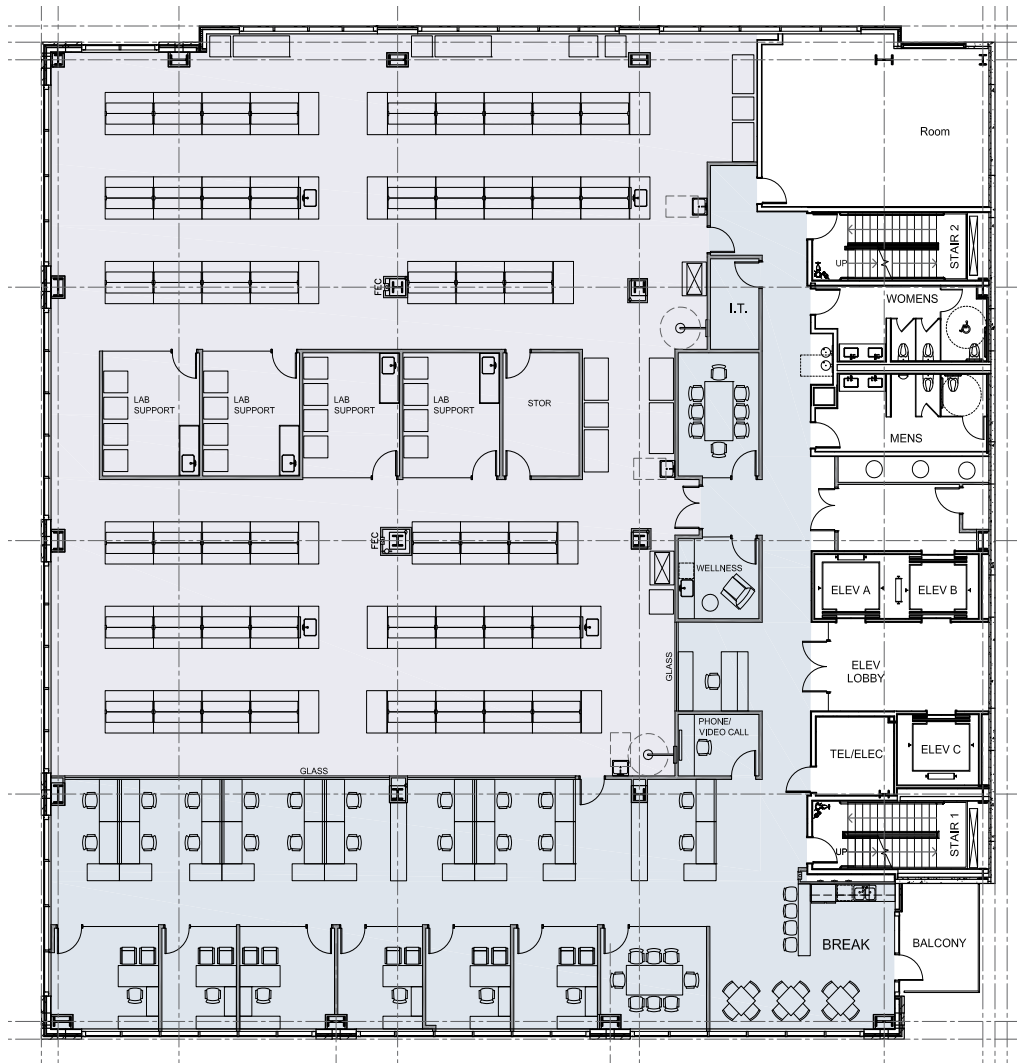 Room
STAIR 2
UP
FEC
I.T.
WOMENS
LAB
SUPPORT
LAB
SUPPORT
LAB
SUPPORT
LAB
SUPPORT
STOR
MENS
FEC
WELLNESS
ELEV A
ELEV B
GLASS
ELEV
LOBBY
PHONE/
VIDEO CALL
TEL/ELEC
ELEV C
GLASS
STAIR 1
UP
BREAK
BALCONY